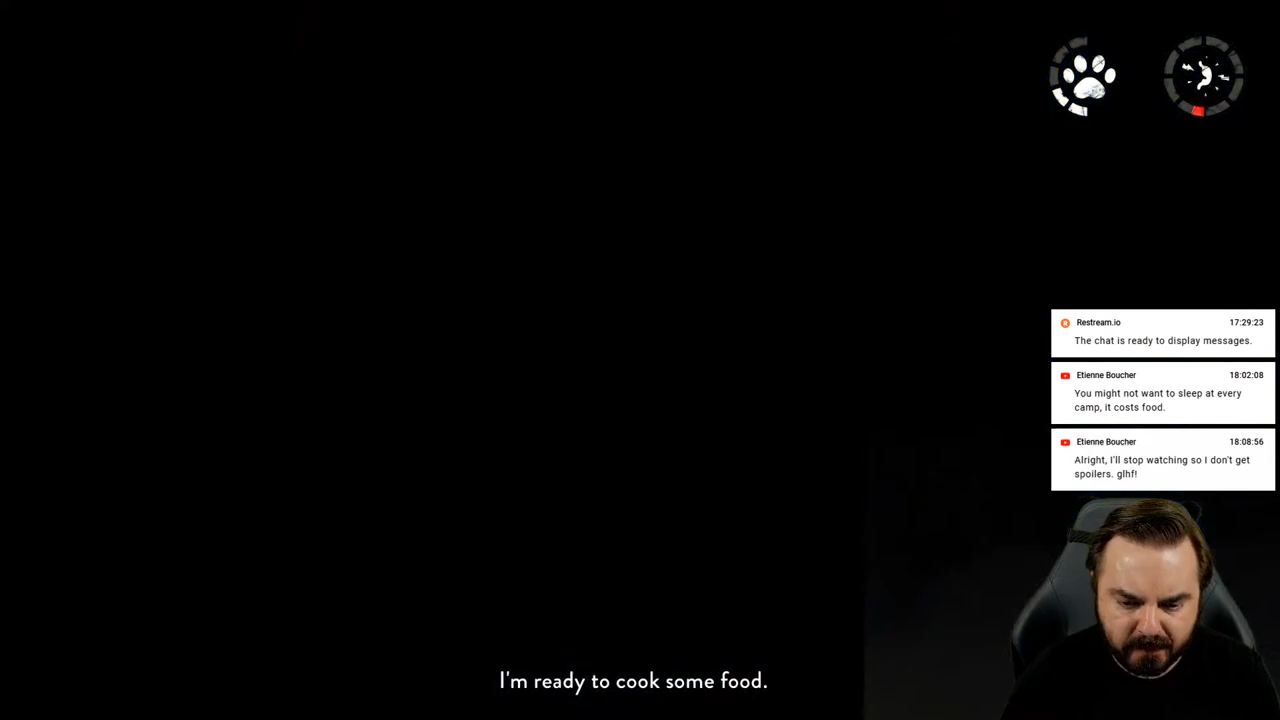 Restream.io 17:29:23
The chat is ready to display messages.
Etienne Boucher 18:02:08
You might not want to sleep at every
camp, it costs food.
Etienne Boucher 18:08:56
Alright, I'll stop watching so I don't get
spoilers. glhf!
I'm ready to cook some food.